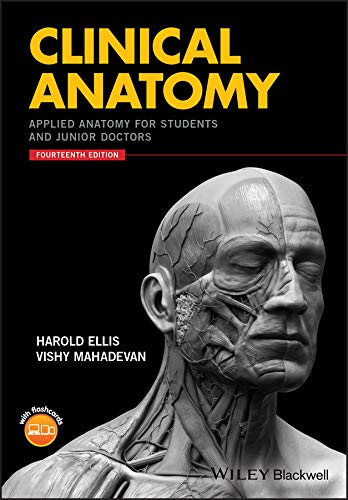 CLINICAL
ANATOMY
APPLIED ANATOMY FOR STUDENTS
AND JUNIOR DOCTORS
FOURTEENTH EDITION
HAROLD ELLIS
VISHY MAHADEVAN
with flashcards
WILEY Blackwell